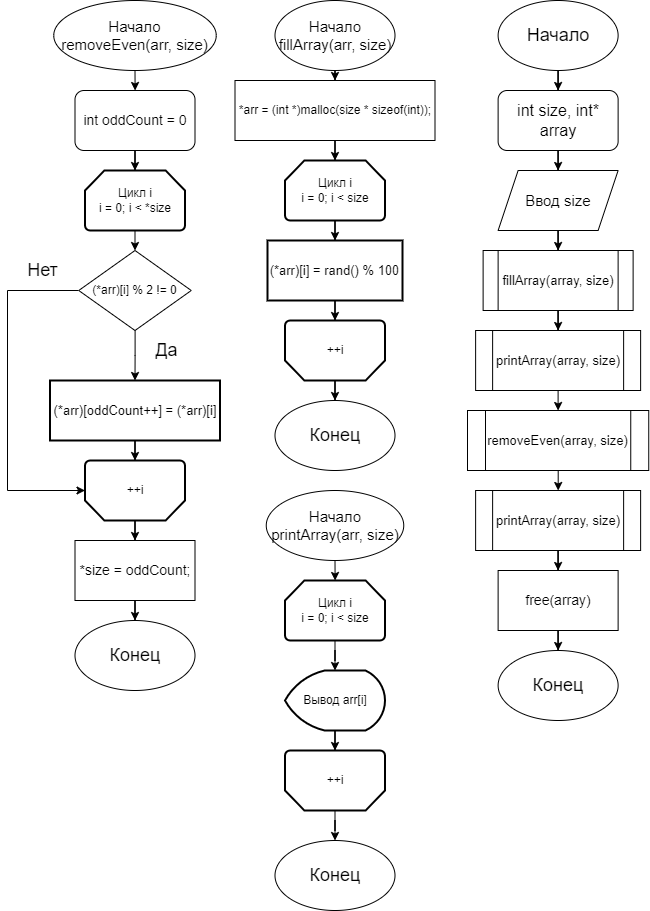 Начало
removeEven(arr, size)
int oddCount = 0
Цикл i
i = 0; i < *size
Нет
(*arr)[i] % 2 != 0
Да
(*arr)[oddCount++] = (*arr)[i]
++i
*size = oddCount;
Конец
Начало
fillArray(arr, size)
*arr = (int *)malloc(size * sizeof(int));
Цикл i
i = 0; i < size
(*arr)[i] = rand() % 100
++i
Конец
Начало
printArray(arr, size)
Цикл i
i = 0; i < size
Вывод arr[i]
++i
Конец
Начало
int size, int*
array
Ввод size
fillArray(array, size)
printArray(array, size)
removeEven(array, size)
printArray(array, size)
free(array)
Конец